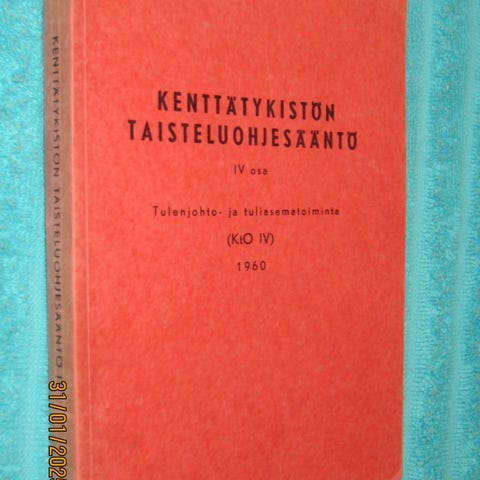 KENTTÄTYKISTÖN
TAISTELUOHJESÄÄNTÖ
IV osa
Tulenjohto- ja tuliasematoiminta
(KtO IV)
1960
KENTTÄTYKISTÖN TAISTELUOHJESÄÄNTÖ